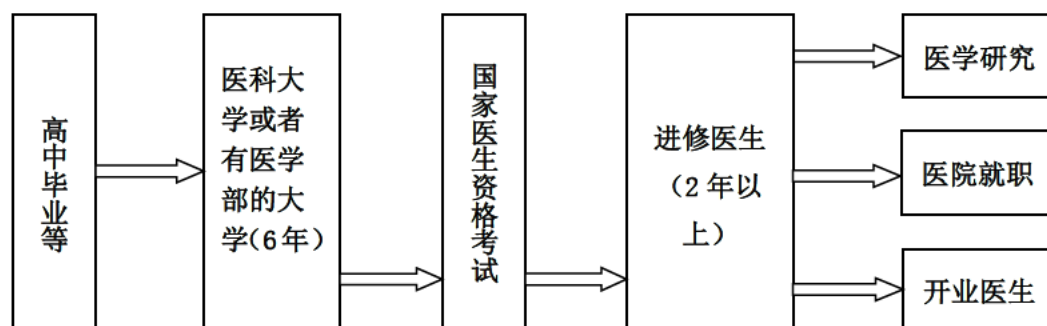 高中毕业等
医科大
学或者
有医学
部的大
学(6年)
国家医生资格考试
进修医生
（2年以
上）
医学研究
医院就职
开业医生